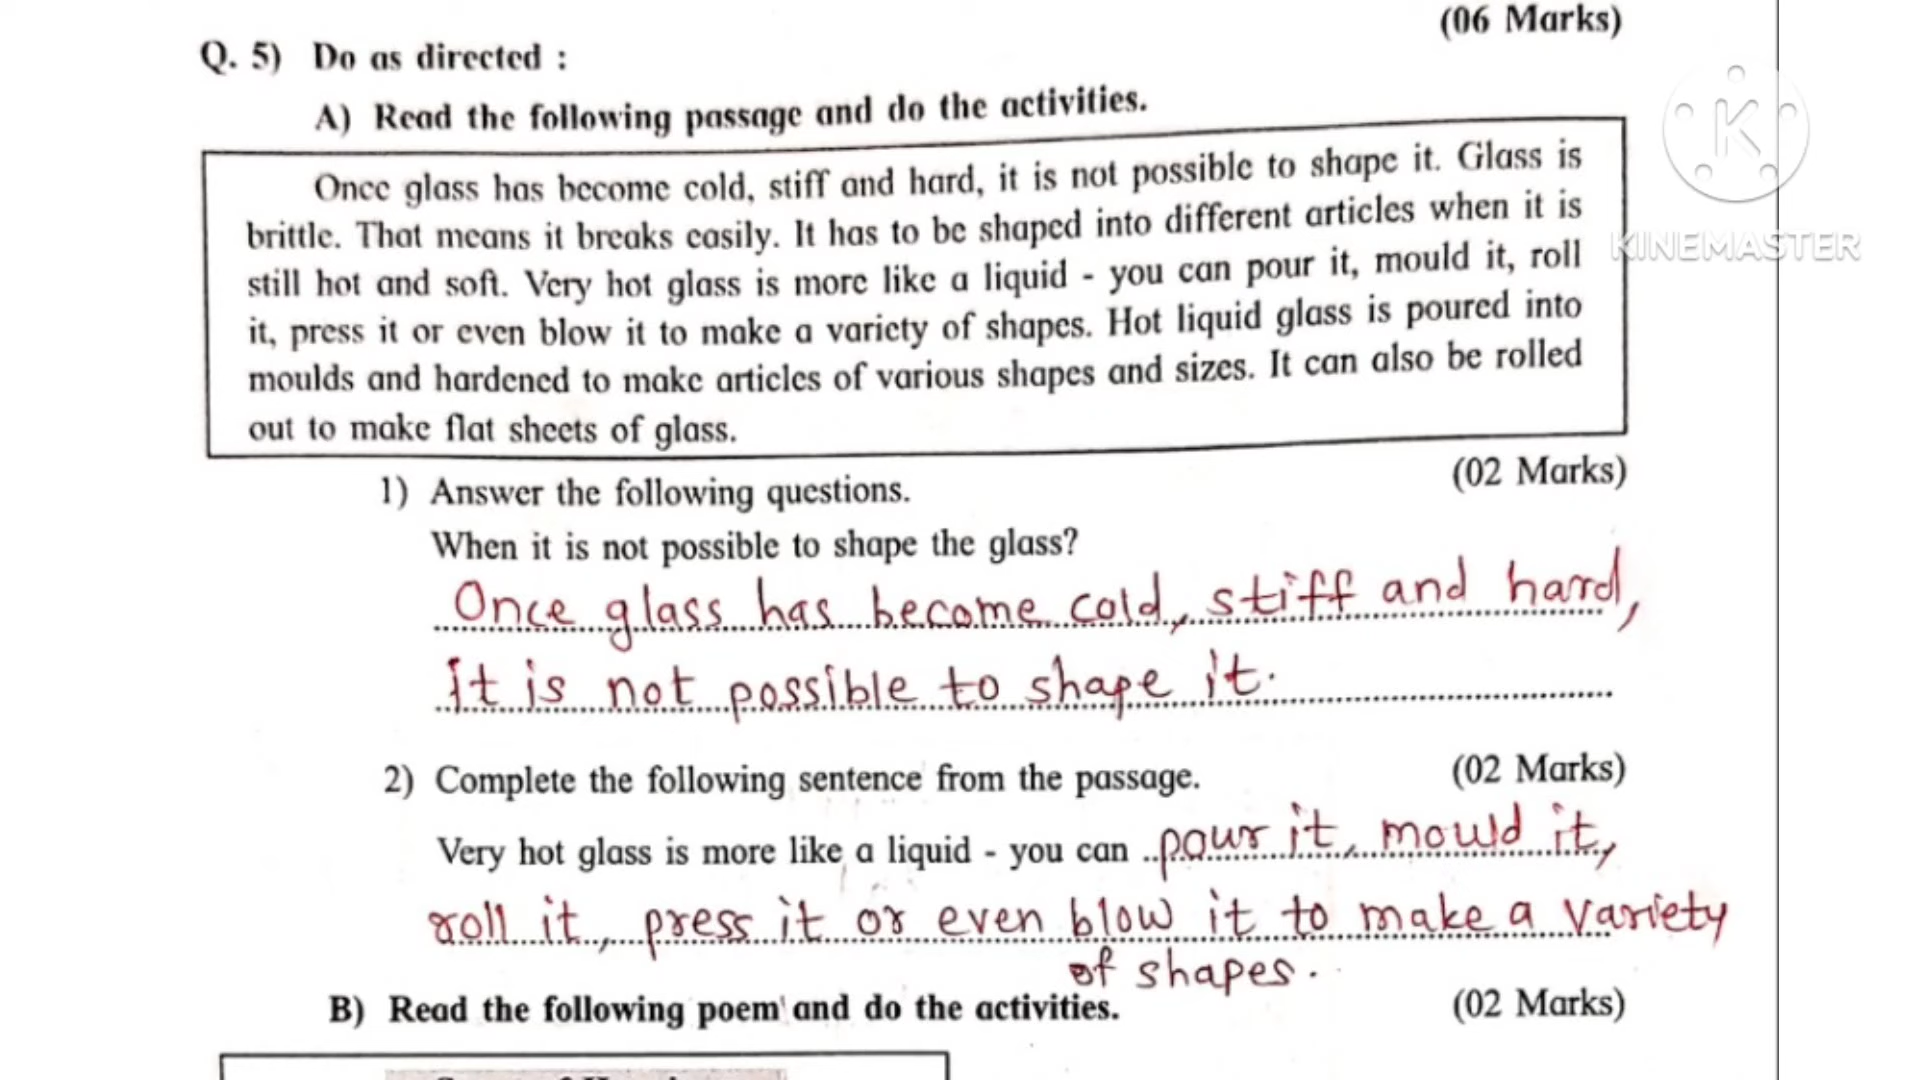 (06 Marks)
Q. 5) Do as directed :
A) Read the following passage and do the activities.
K
KINEMASTER
Once glass has become cold, stiff and hard, it is not possible to shape it. Glass is
brittle. That means it breaks easily. It has to be shaped into different articles when it is
still hot and soft. Very hot glass is more like a liquid - you can pour it, mould it, roll
it, press it or even blow it to make a variety of shapes. Hot liquid glass is poured into
moulds and hardened to make articles of various shapes and sizes. It can also be rolled
out to make flat sheets of glass.
1) Answer the following questions. (02 Marks)
When it is not possible to shape the glass?
Once glass has become cold, stiff and hard,
it is not possible to shape it.
2) Complete the following sentence from the passage. (02 Marks)
Very hot glass is more like a liquid - you can pour it, mould it,
roll it, press it or even blow it to make a variety
of shapes.
B) Read the following poem and do the activities. (02 Marks)